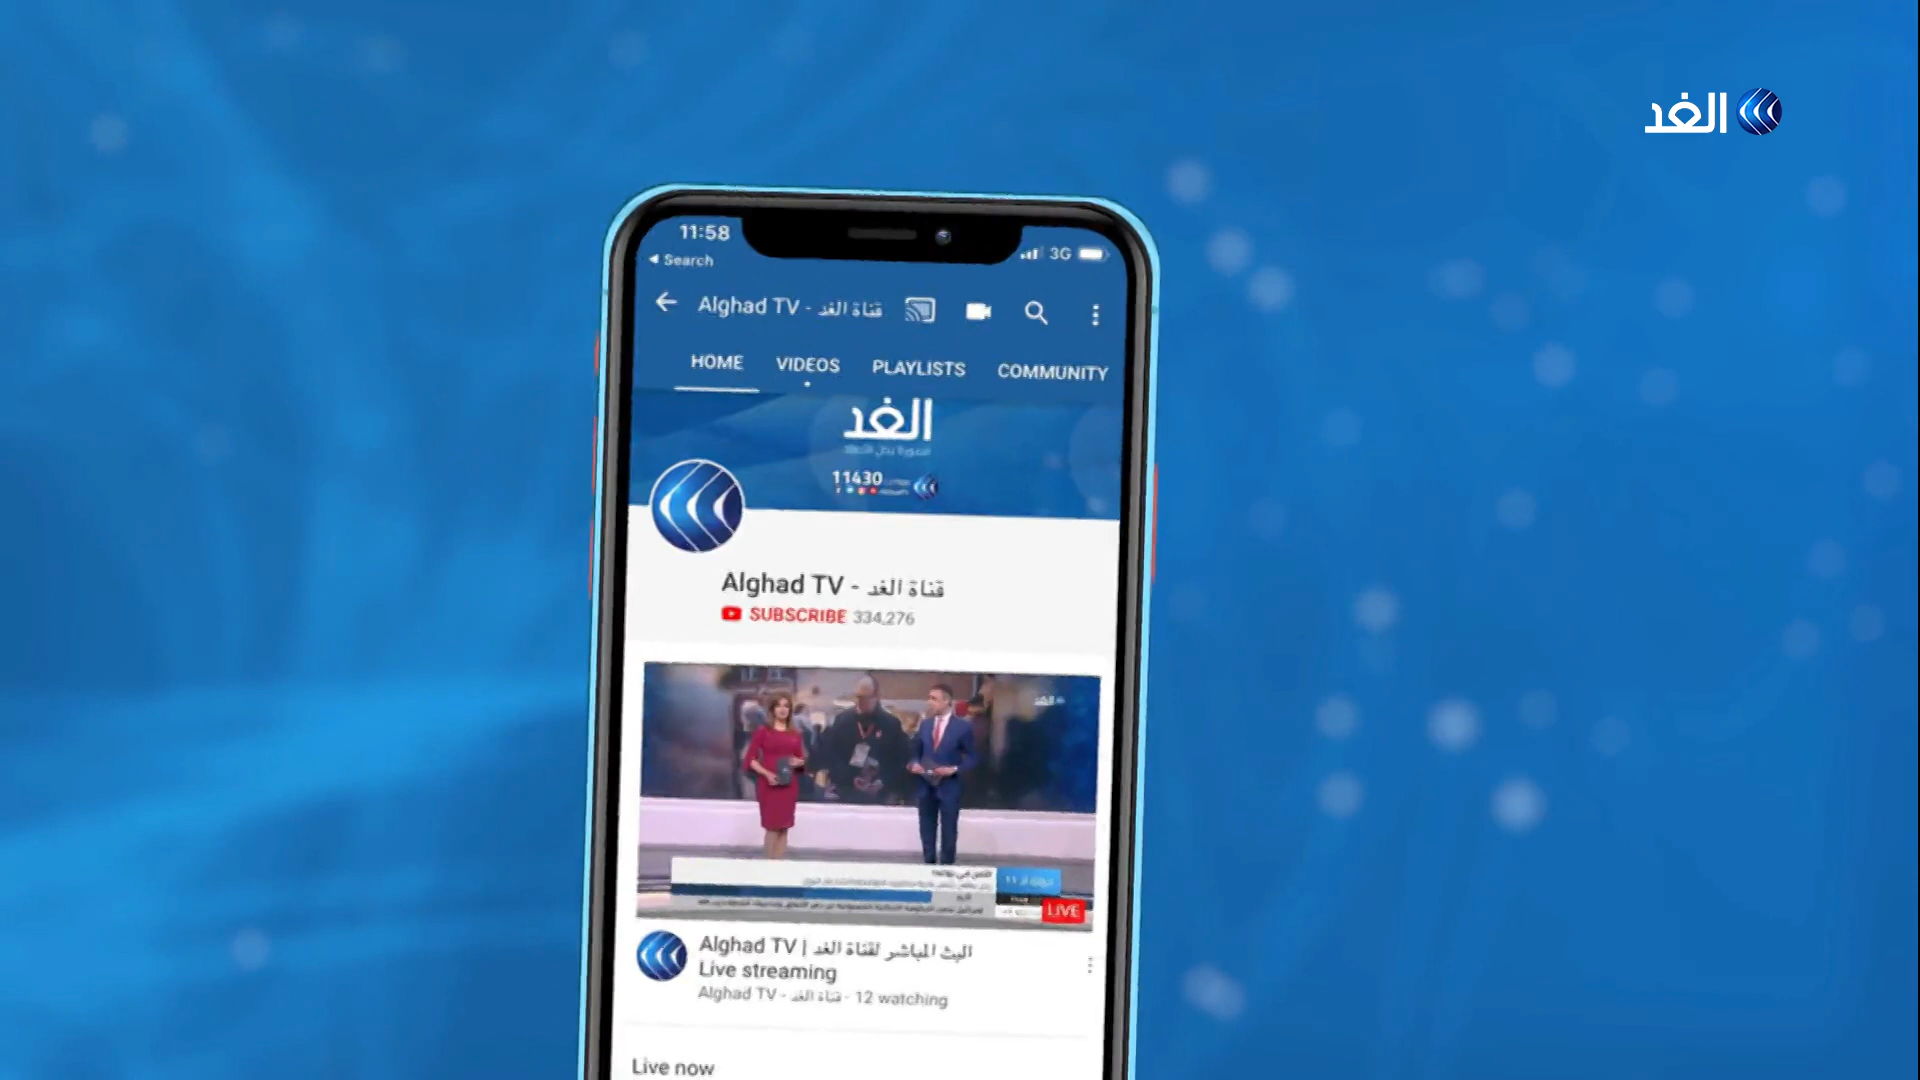 الغد
11:58
Search
3G
Alghad TV - قناة الغد
HOME VIDEOS PLAYLISTS COMMUNITY
الغد
11430
Alghad TV - قناة الغد
SUBSCRIBE 334,276
الغد
LIVE
Alghad TV | البث المباشر لقناة الغد
Live streaming
Alghad TV - قناة الغد - 12 watching
Live now